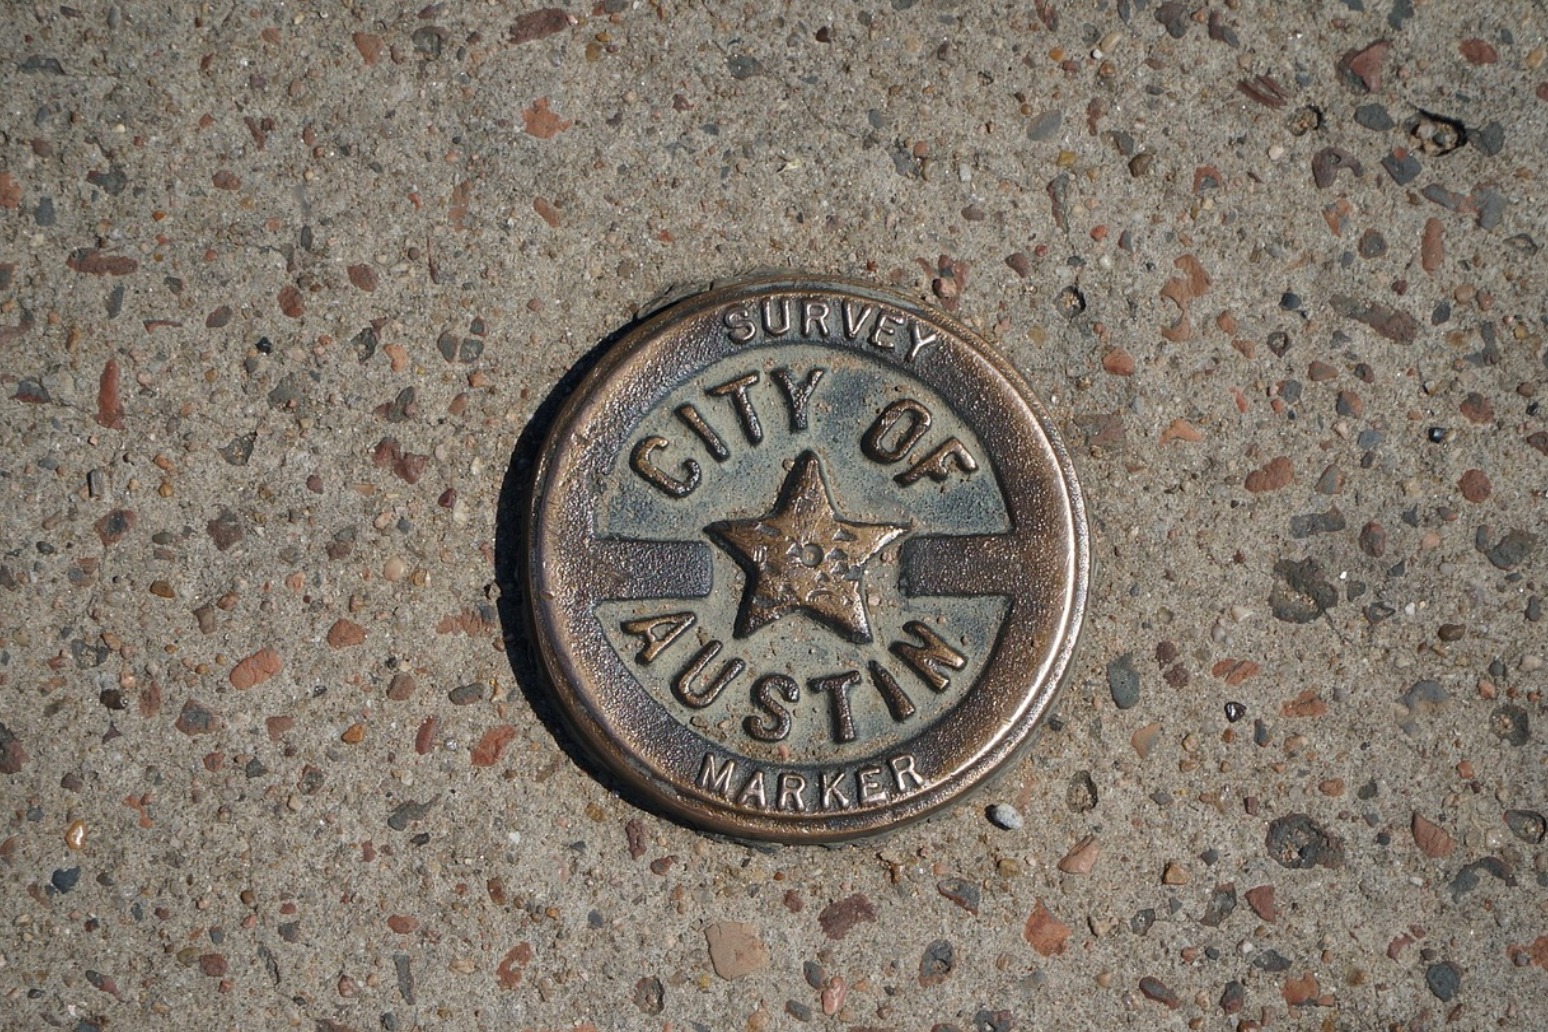 SURVEY
CITY OF
AUSTIN
MARKER